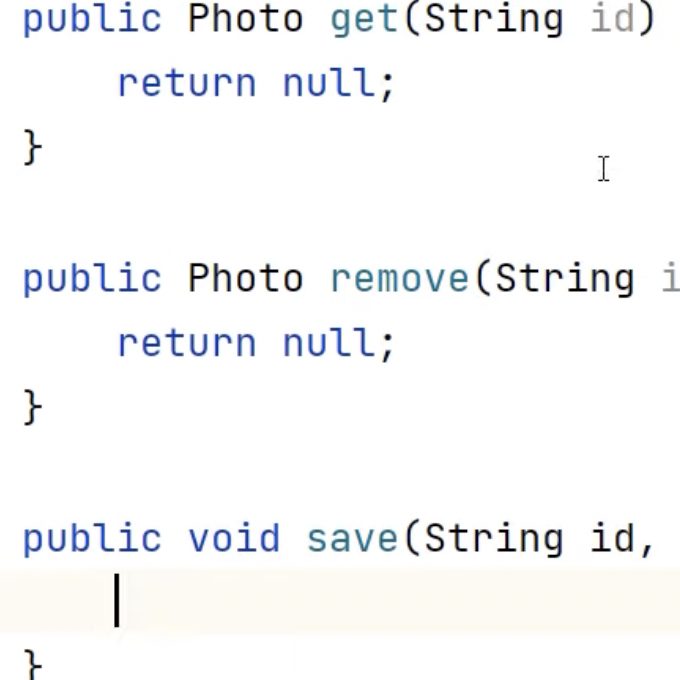 public Photo get(String id)
return null;
}
public Photo remove(String i
return null;
}
public void save(String id,
}